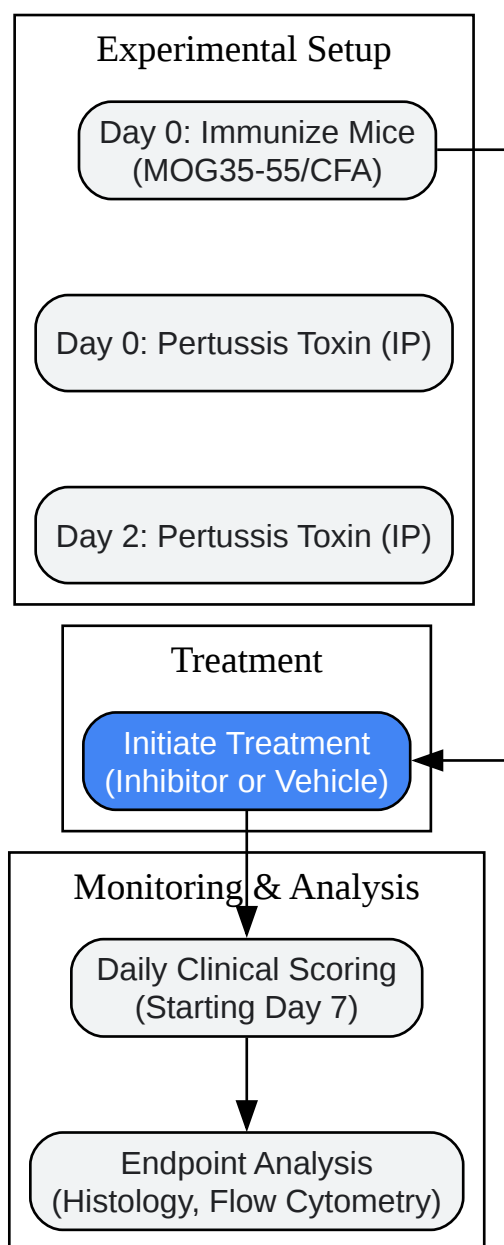 Experimental Setup
Day 0: Immunize Mice
(MOG35-55/CFA)
Day 0: Pertussis Toxin (IP)
Day 2: Pertussis Toxin (IP)
Treatment
Initiate Treatment
(Inhibitor or Vehicle)
Monitoring & Analysis
Daily Clinical Scoring
(Starting Day 7)
Endpoint Analysis
(Histology, Flow Cytometry)